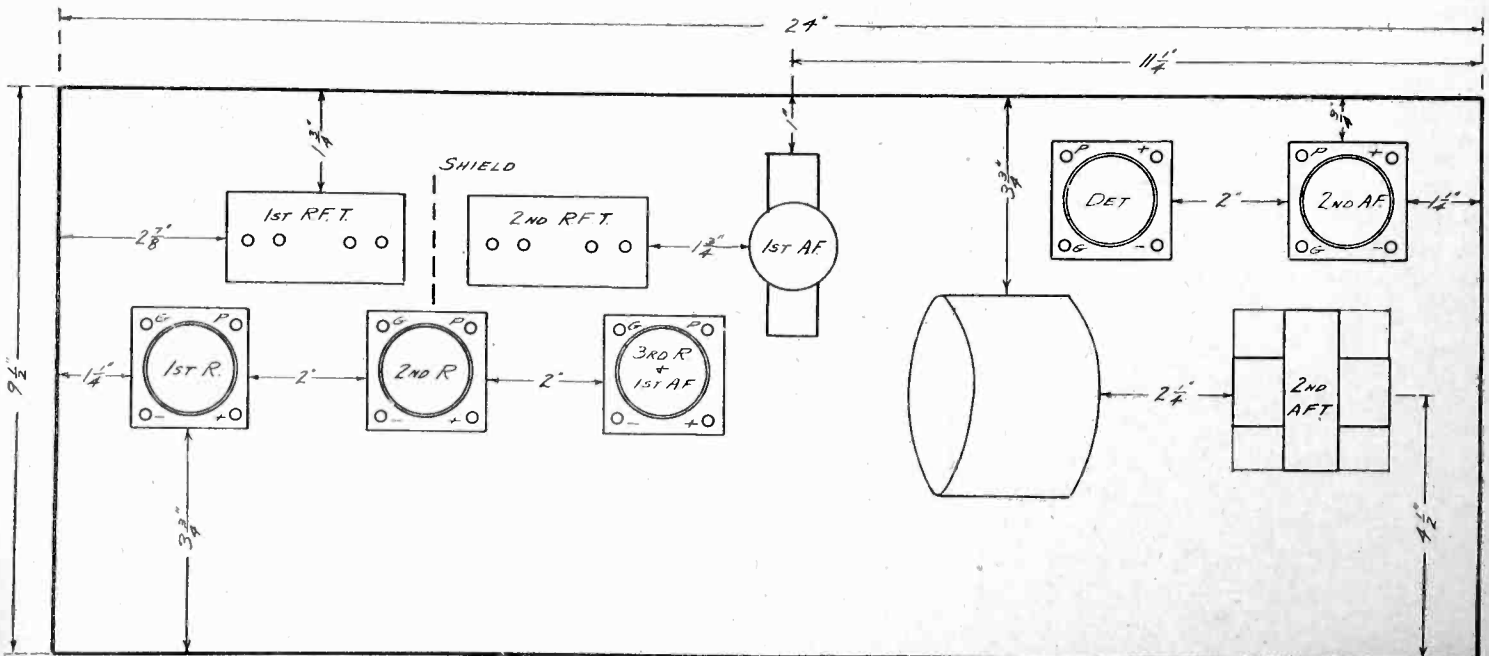 24"
11 1/4"
1 3/4"
1"
3 3/4"
3/4"
SHIELD
P +
DET
G -
2"
P +
2ND AF.
G -
1 1/4"
1ST R.F.T.
2ND R.F.T.
2 7/8"
1 3/4"
1ST AF.
9 1/2"
G P
1ST R.
- +
1 1/4"
2"
G P
2ND R
- +
2"
G P
3RD R
+
1ST AF
- +
2 1/4"
2ND
AFT
3 3/4"
4 1/2"